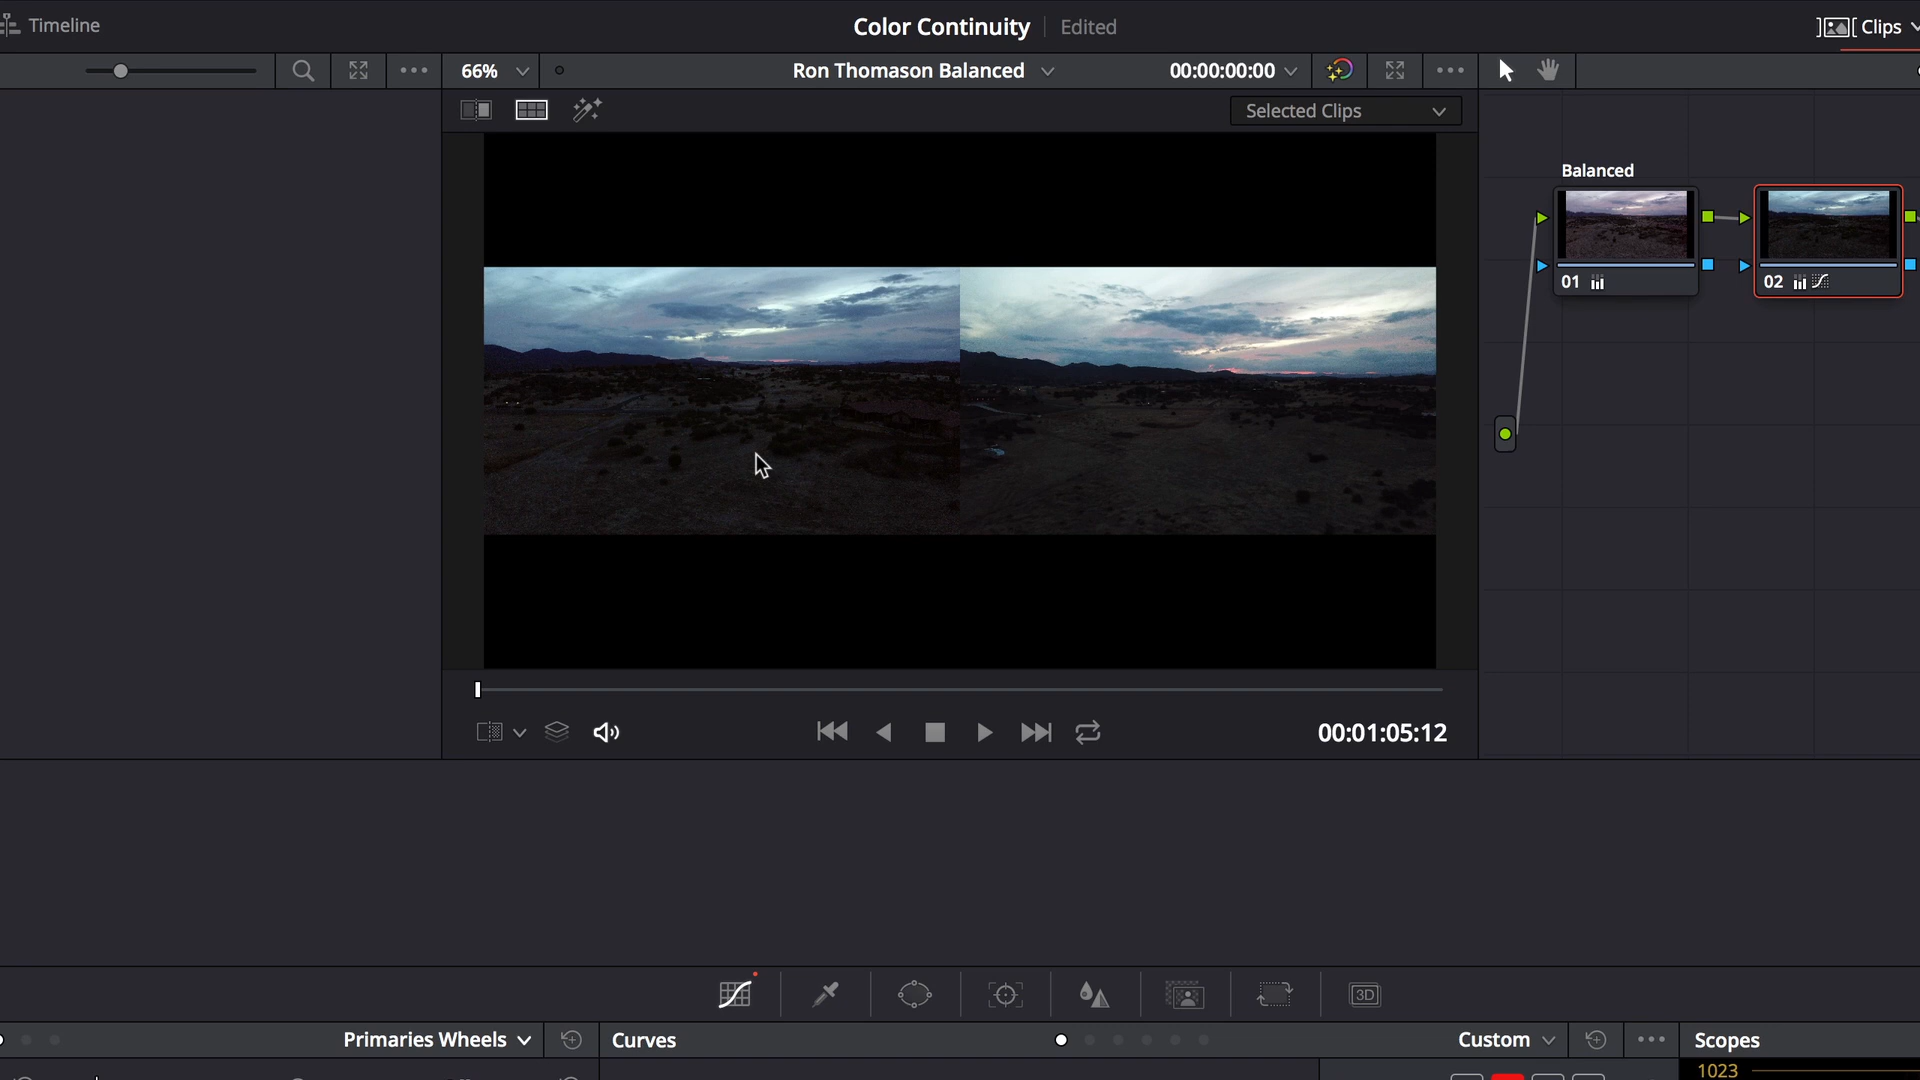 Timeline
Color Continuity
Edited
Clips
66%
Ron Thomason Balanced
00:00:00:00
Selected Clips
Balanced
01
02
00:01:05:12
3D
Primaries Wheels
Curves
Custom
Scopes
1023